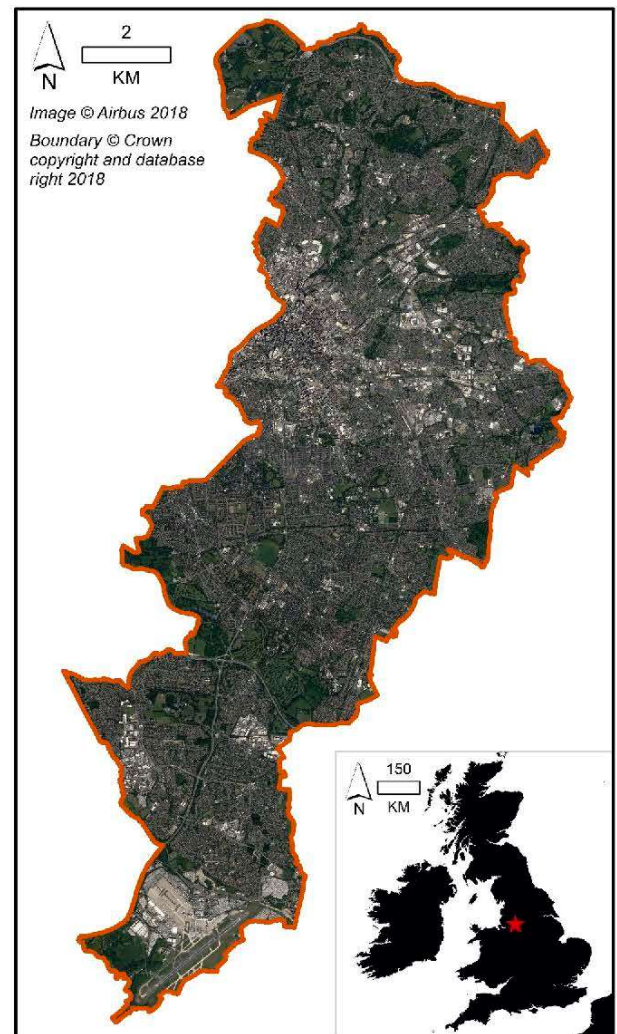 2
KM
N
Image © Airbus 2018
Boundary © Crown
copyright and database
right 2018
150
KM
N